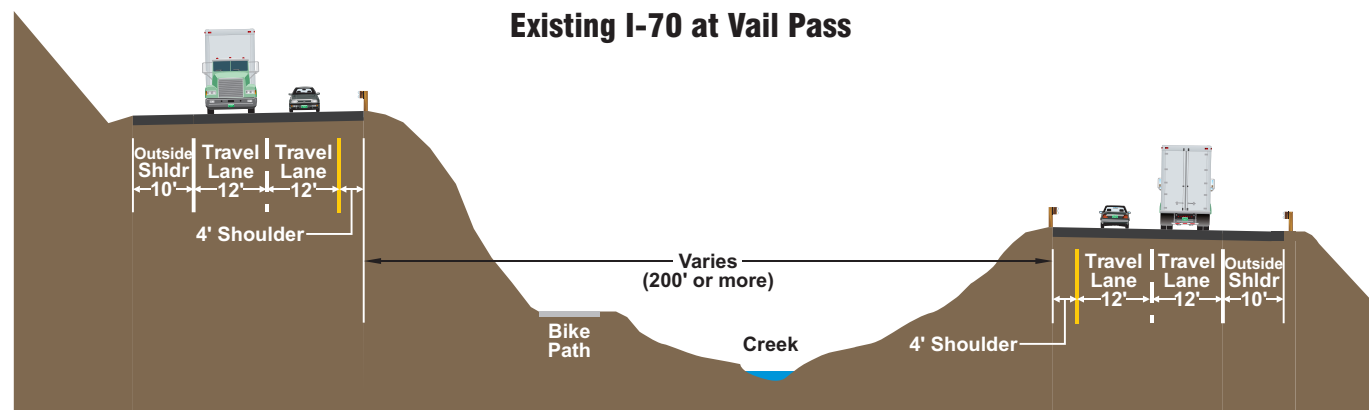 Existing I-70 at Vail Pass
Outside
Shldr
10'
Travel
Lane
12'
Travel
Lane
12'
4' Shoulder
Varies
(200' or more)
Bike
Path
Creek
4' Shoulder
Travel
Lane
12'
Travel
Lane
12'
Outside
Shldr
10'